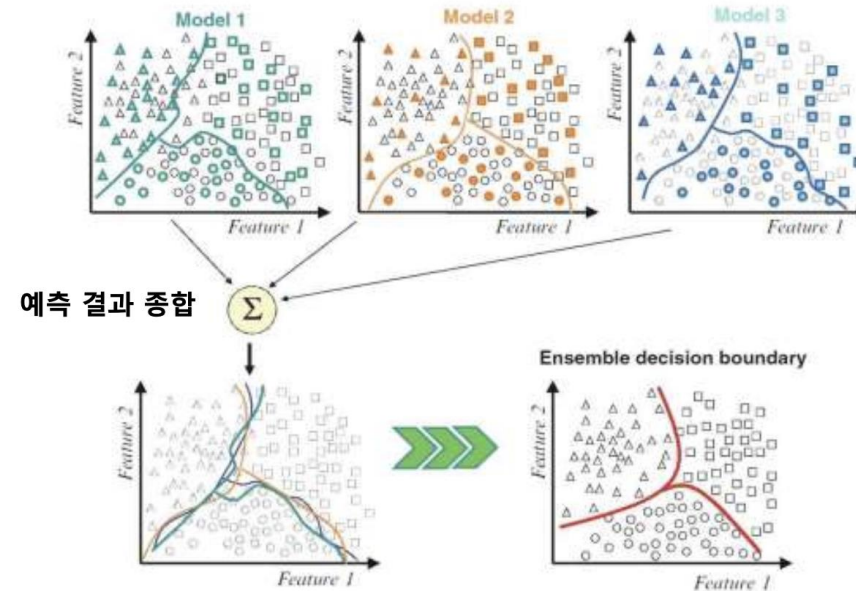 Model 1
Model 2
Model 3
Feature 2
Feature 2
Feature 2
Feature 1
Feature 1
Feature 1
예측 결과 종합
Σ
Ensemble decision boundary
Feature 2
Feature 2
Feature 1
Feature 1